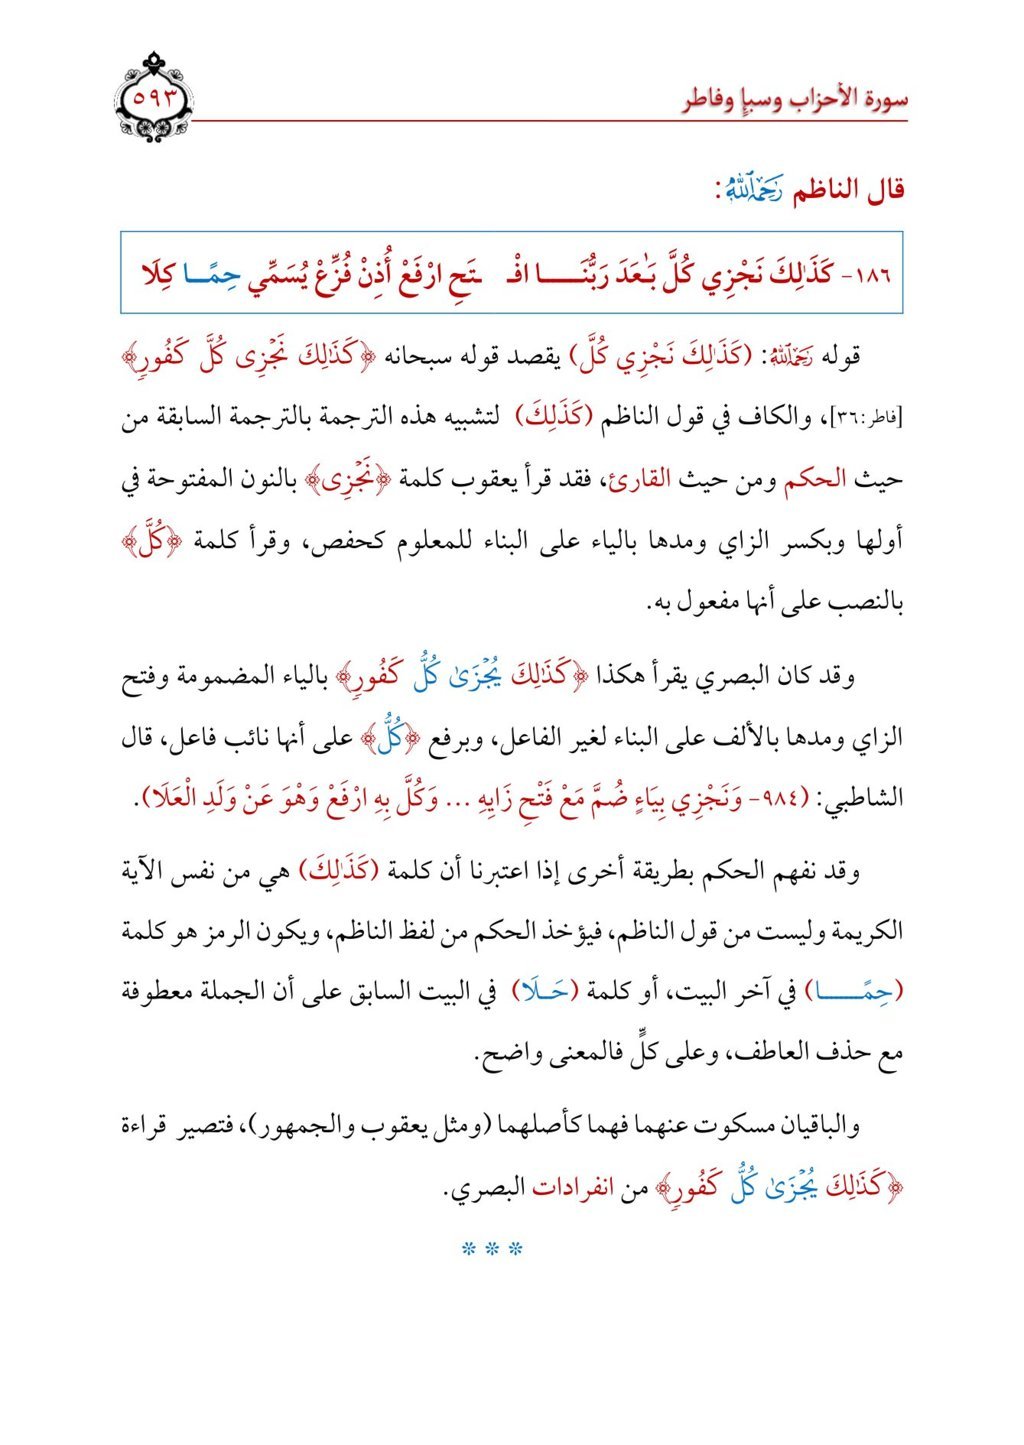 سورة الأحزاب وسبإٍ وفاطر
٥٩٣
قال الناظم رَحِمَهُ ٱللَّهُ:
١٨٦- كَذَٰلِكَ نَجْزِي كُلَّ بَـٰعَدَ رَبُّنَــــا افْـ ـتَحِ ارْفَعْ أُذِنْ فُزِّعْ يُسَمِّي حِمًــا كِلَا
قوله رَحِمَهُ ٱللَّهُ: (كَذَٰلِكَ نَجْزِي كُلَّ) يقصد قوله سبحانه ﴿كَذَٰلِكَ نَجۡزِى كُلَّ كَفُورٖ﴾
[فاطر:٣٦]، والكاف في قول الناظم (كَذَلِكَ) لتشبيه هذه الترجمة بالترجمة السابقة من
حيث الحكم ومن حيث القارئ، فقد قرأ يعقوب كلمة ﴿نَجۡزِى﴾ بالنون المفتوحة في
أولها وبكسر الزاي ومدها بالياء على البناء للمعلوم كحفص، وقرأ كلمة ﴿كُلَّ﴾
بالنصب على أنها مفعول به.
وقد كان البصري يقرأ هكذا ﴿كَذَٰلِكَ يُجۡزَىٰ كُلُّ كَفُورٖ﴾ بالياء المضمومة وفتح
الزاي ومدها بالألف على البناء لغير الفاعل، وبرفع ﴿كُلُّ﴾ على أنها نائب فاعل، قال
الشاطبي: (٩٨٤- وَنَجْزِي بِيَاءٍ ضُمَّ مَعْ فَتْحِ زَايِهِ ... وَكُلَّ بِهِ ارْفَعْ وَهْوَ عَنْ وَلَدِ الْعَلَا).
وقد نفهم الحكم بطريقة أخرى إذا اعتبرنا أن كلمة (كَذَٰلِكَ) هي من نفس الآية
الكريمة وليست من قول الناظم، فيؤخذ الحكم من لفظ الناظم، ويكون الرمز هو كلمة
(حِمًــــا) في آخر البيت، أو كلمة (حَــلَا) في البيت السابق على أن الجملة معطوفة
مع حذف العاطف، وعلى كلٍّ فالمعنى واضح.
والباقيان مسكوت عنهما فهما كأصلهما (ومثل يعقوب والجمهور)، فتصير قراءة
﴿كَذَٰلِكَ يُجۡزَىٰ كُلُّ كَفُورٖ﴾ من انفرادات البصري.
* * *